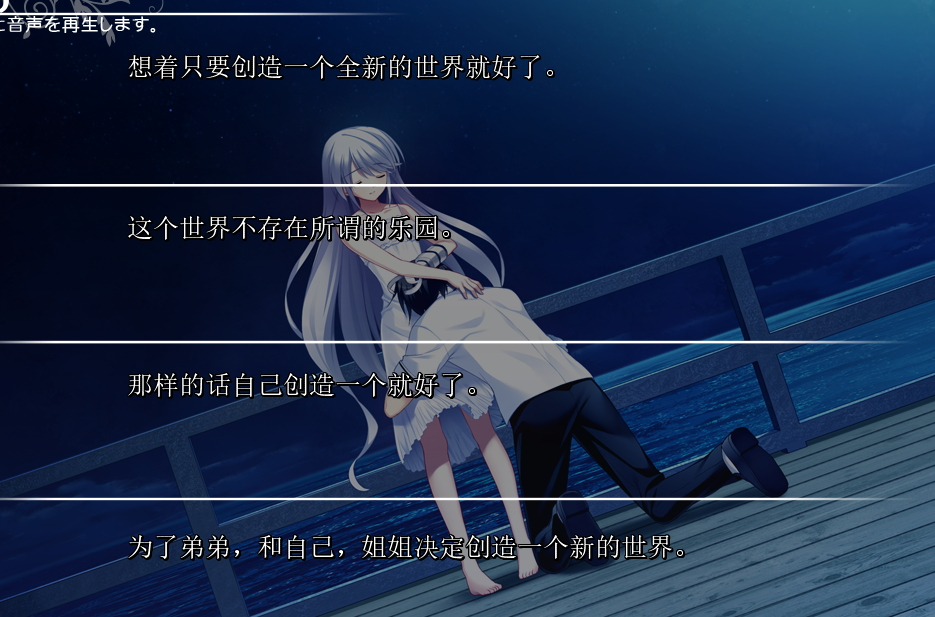 に音声を再生します。
想着只要创造一个全新的世界就好了。
这个世界不存在所谓的乐园。
那样的话自己创造一个就好了。
为了弟弟，和自己，姐姐决定创造一个新的世界。